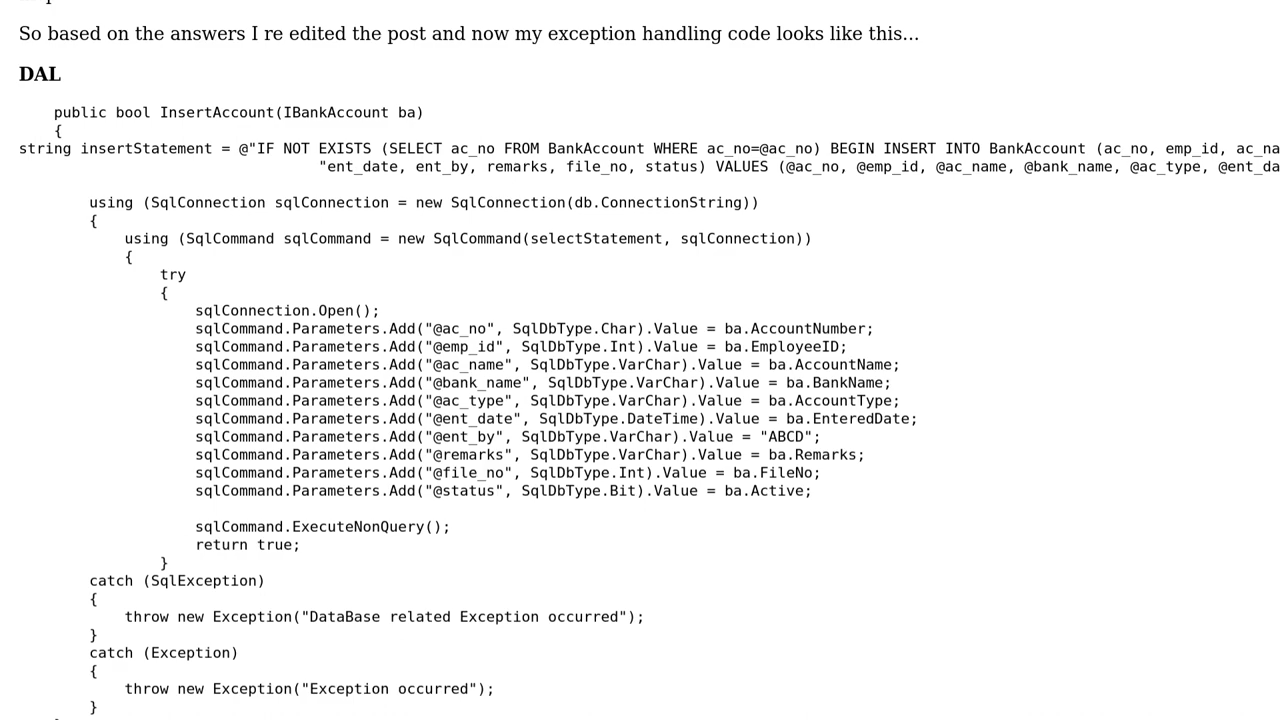 So based on the answers I re edited the post and now my exception handling code looks like this...
DAL
public bool InsertAccount(IBankAccount ba)
{
string insertStatement = @"IF NOT EXISTS (SELECT ac_no FROM BankAccount WHERE ac_no=@ac_no) BEGIN INSERT INTO BankAccount (ac_no, emp_id, ac_na
"ent_date, ent_by, remarks, file_no, status) VALUES (@ac_no, @emp_id, @ac_name, @bank_name, @ac_type, @ent_da
using (SqlConnection sqlConnection = new SqlConnection(db.ConnectionString))
{
using (SqlCommand sqlCommand = new SqlCommand(selectStatement, sqlConnection))
{
try
{
sqlConnection.Open();
sqlCommand.Parameters.Add("@ac_no", SqlDbType.Char).Value = ba.AccountNumber;
sqlCommand.Parameters.Add("@emp_id", SqlDbType.Int).Value = ba.EmployeeID;
sqlCommand.Parameters.Add("@ac_name", SqlDbType.VarChar).Value = ba.AccountName;
sqlCommand.Parameters.Add("@bank_name", SqlDbType.VarChar).Value = ba.BankName;
sqlCommand.Parameters.Add("@ac_type", SqlDbType.VarChar).Value = ba.AccountType;
sqlCommand.Parameters.Add("@ent_date", SqlDbType.DateTime).Value = ba.EnteredDate;
sqlCommand.Parameters.Add("@ent_by", SqlDbType.VarChar).Value = "ABCD";
sqlCommand.Parameters.Add("@remarks", SqlDbType.VarChar).Value = ba.Remarks;
sqlCommand.Parameters.Add("@file_no", SqlDbType.Int).Value = ba.FileNo;
sqlCommand.Parameters.Add("@status", SqlDbType.Bit).Value = ba.Active;
sqlCommand.ExecuteNonQuery();
return true;
}
catch (SqlException)
{
throw new Exception("DataBase related Exception occurred");
}
catch (Exception)
{
throw new Exception("Exception occurred");
}